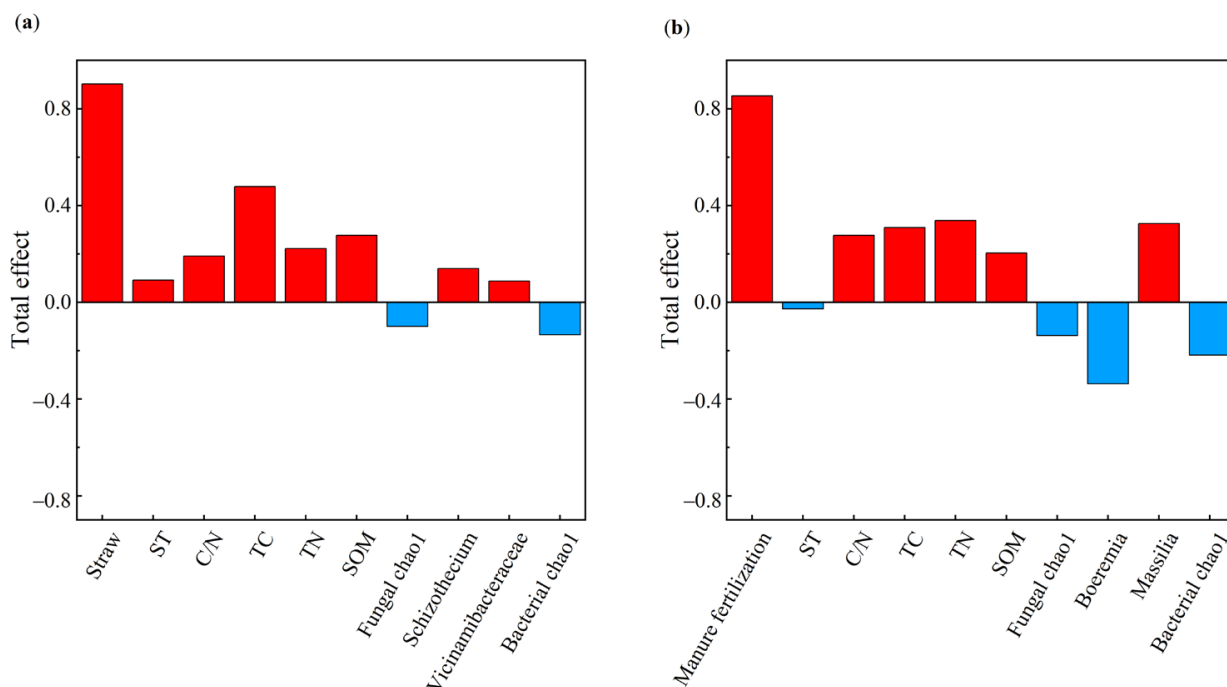 (a)
Total effect
0.8
0.4
0.0
–0.4
–0.8
Straw
ST
C/N
TC
TN
SOM
Fungal chao1
Schizothecium
Vicinamibacteraceae
Bacterial chao1
(b)
Total effect
0.8
0.4
0.0
–0.4
–0.8
Manure fertilization
ST
C/N
TC
TN
SOM
Fungal chao1
Boeremia
Massilia
Bacterial chao1